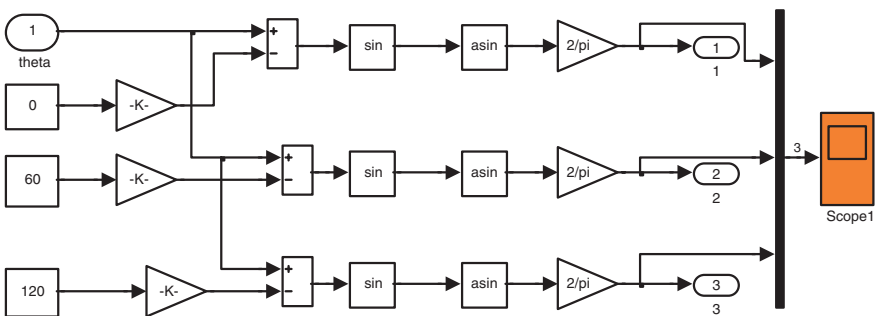 1
theta
+
−
sin
asin
2/pi
1
1
0
-K-
60
-K-
+
−
sin
asin
2/pi
2
2
3
Scope1
120
-K-
+
−
sin
asin
2/pi
3
3